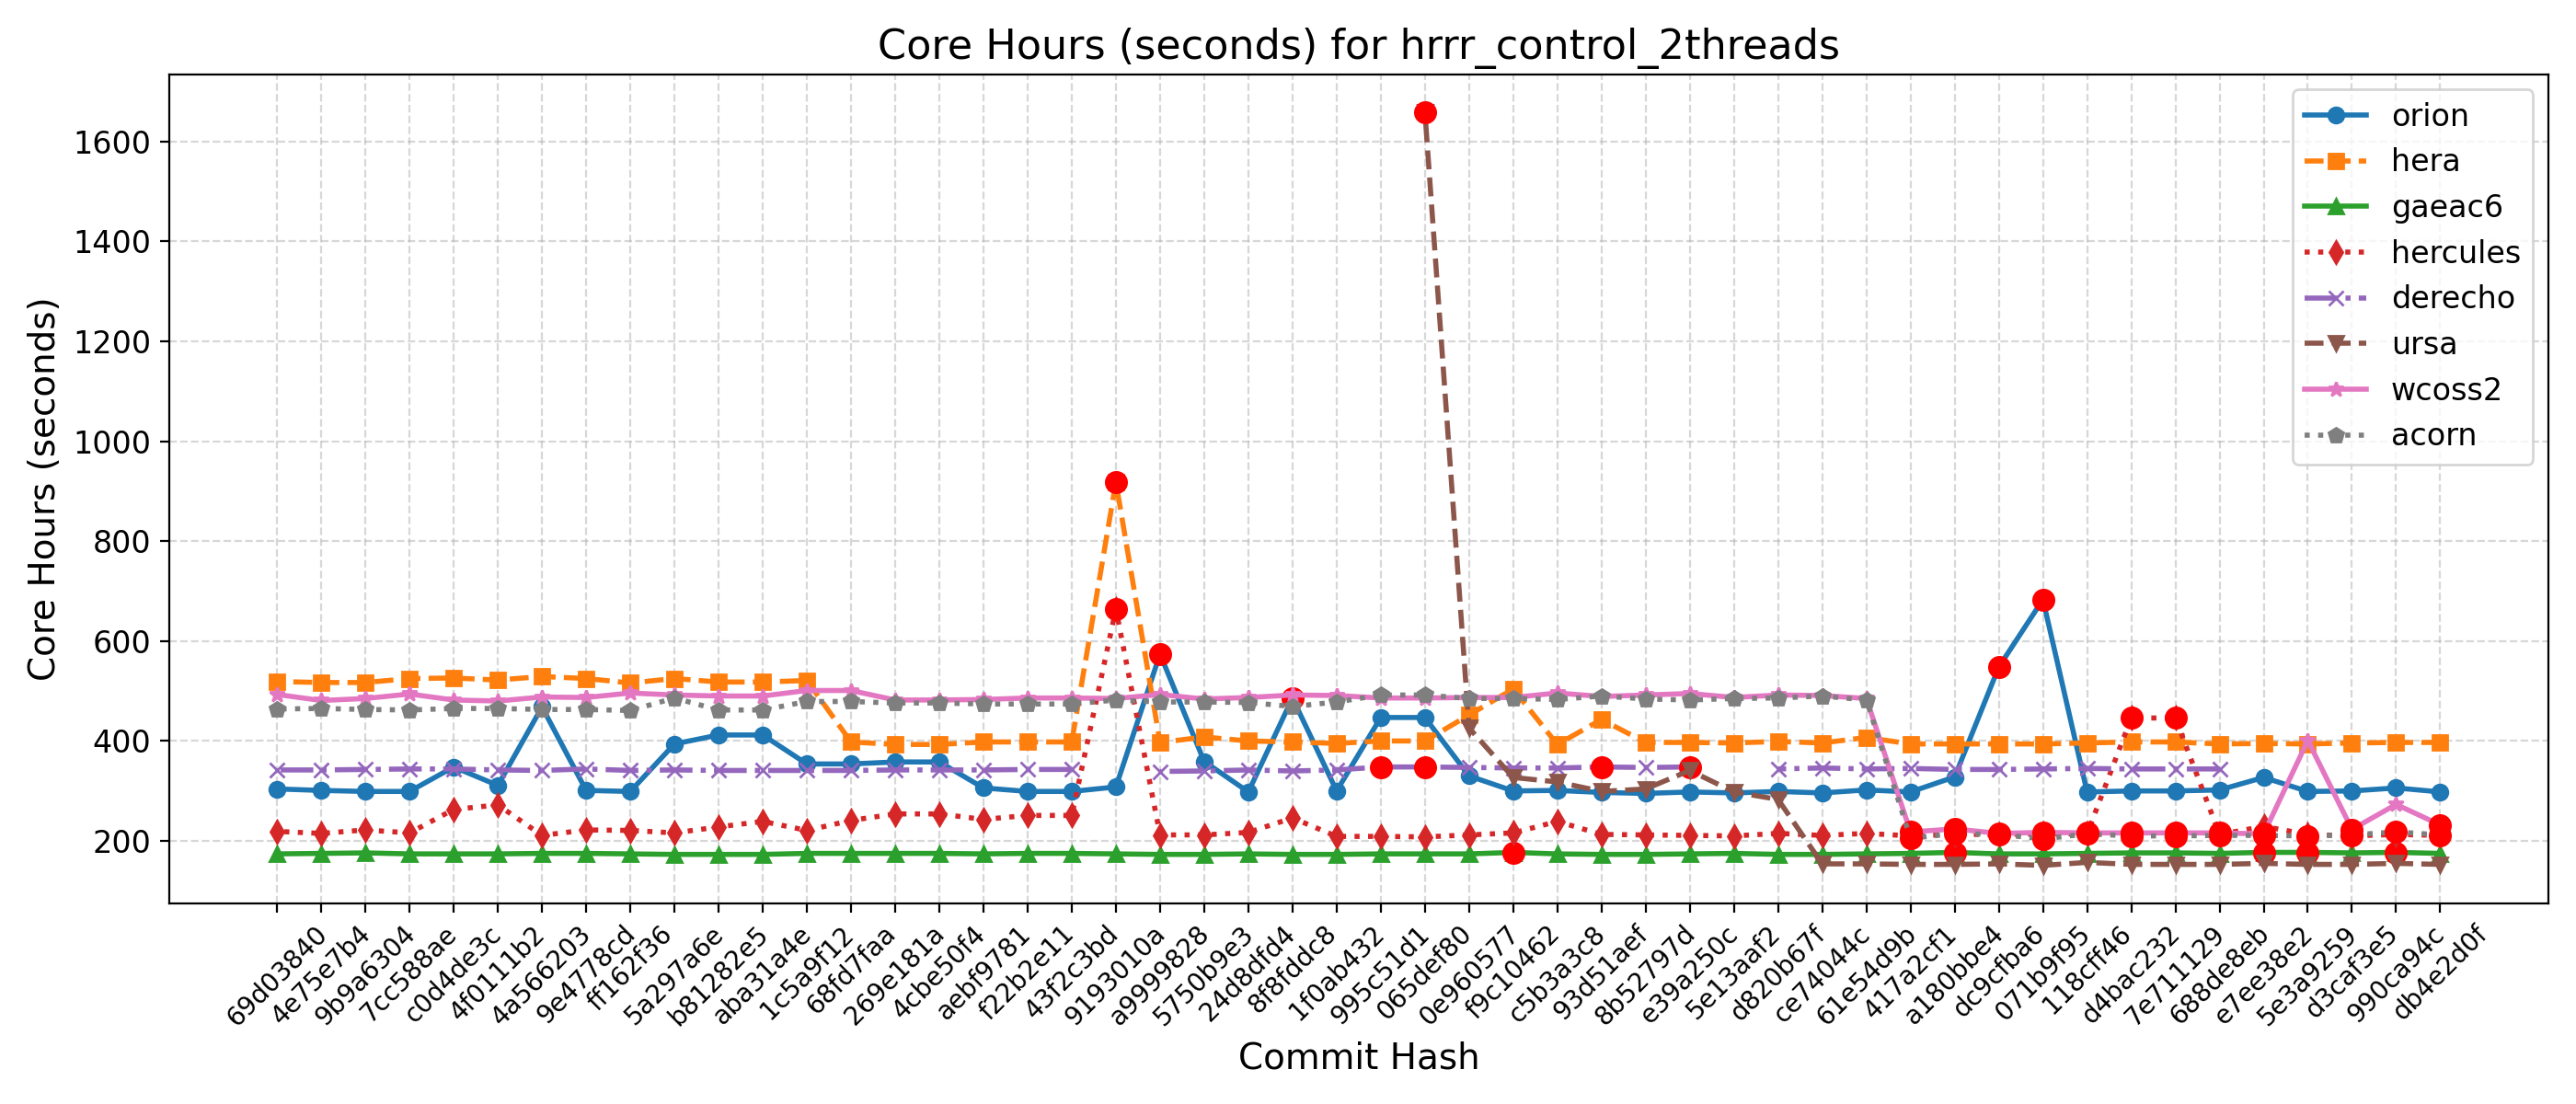 Core Hours (seconds) for hrrr_control_2threads
Core Hours (seconds)
1600
1400
1200
1000
800
600
400
200
orion
hera
gaeac6
hercules
derecho
ursa
wcoss2
acorn
69d03840
4e75e7b4
9b9a6304
7cc588ae
c0d4de3c
4f0111b2
4a566203
9e4778cd
ff162f36
5a297a6e
b81282e5
aba31a4e
1c5a9f12
68fd7faa
269e181a
4cbe50f4
aebf9781
f22b2e11
43f2c3bd
9193010a
a9999828
5750b9e3
24d8dfd4
8f8fddc8
1f0ab432
995c51d1
065def80
0e960577
f9c10462
c5b3a3c8
93d51aef
8b52797d
e39a250c
5e13aaf2
d820b67f
ce74044c
61e54d9b
417a2cf1
a180bbe4
dc9cfba6
071b9f95
118cff46
d4bac232
7e711129
688de8eb
e7ee38e2
5e3a9259
d3caf3e5
990ca94c
db4e2d0f
Commit Hash